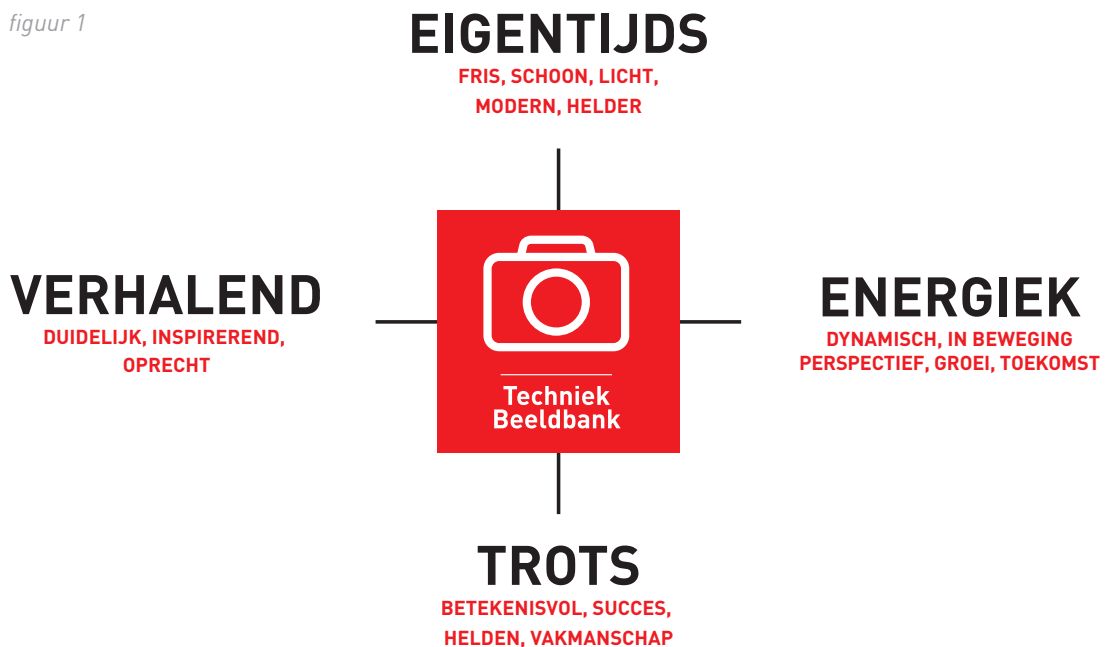 figuur 1
EIGENTIJDS
FRIS, SCHOON, LICHT,
MODERN, HELDER
VERHALEND
DUIDELIJK, INSPIREREND,
OPRECHT
Techniek
Beeldbank
ENERGIEK
DYNAMISCH, IN BEWEGING
PERSPECTIEF, GROEI, TOEKOMST
TROTS
BETEKENISVOL, SUCCES,
HELDEN, VAKMANSCHAP